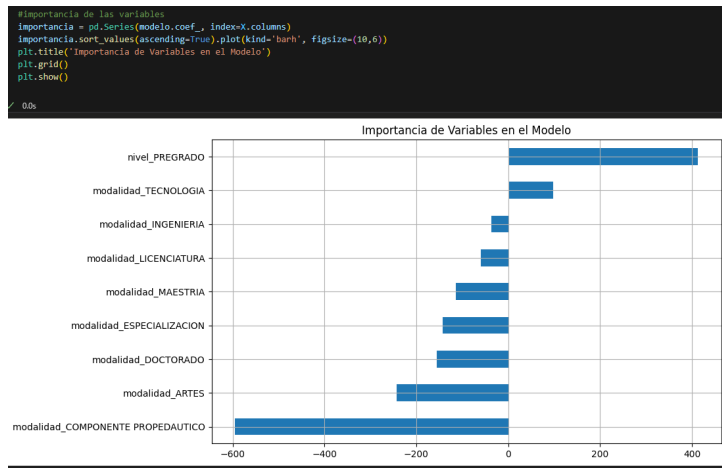 #importancia de las variables
importancia = pd.Series(modelo.coef_, index=X.columns)
importancia.sort_values(ascending=True).plot(kind='barh', figsize=(10,6))
plt.title('Importancia de Variables en el Modelo')
plt.grid()
plt.show()
✓ 0.0s
Importancia de Variables en el Modelo
nivel_PREGRADO
modalidad_TECNOLOGIA
modalidad_INGENIERIA
modalidad_LICENCIATURA
modalidad_MAESTRIA
modalidad_ESPECIALIZACION
modalidad_DOCTORADO
modalidad_ARTES
modalidad_COMPONENTE PROPEDAUTICO
−600 −400 −200 0 200 400